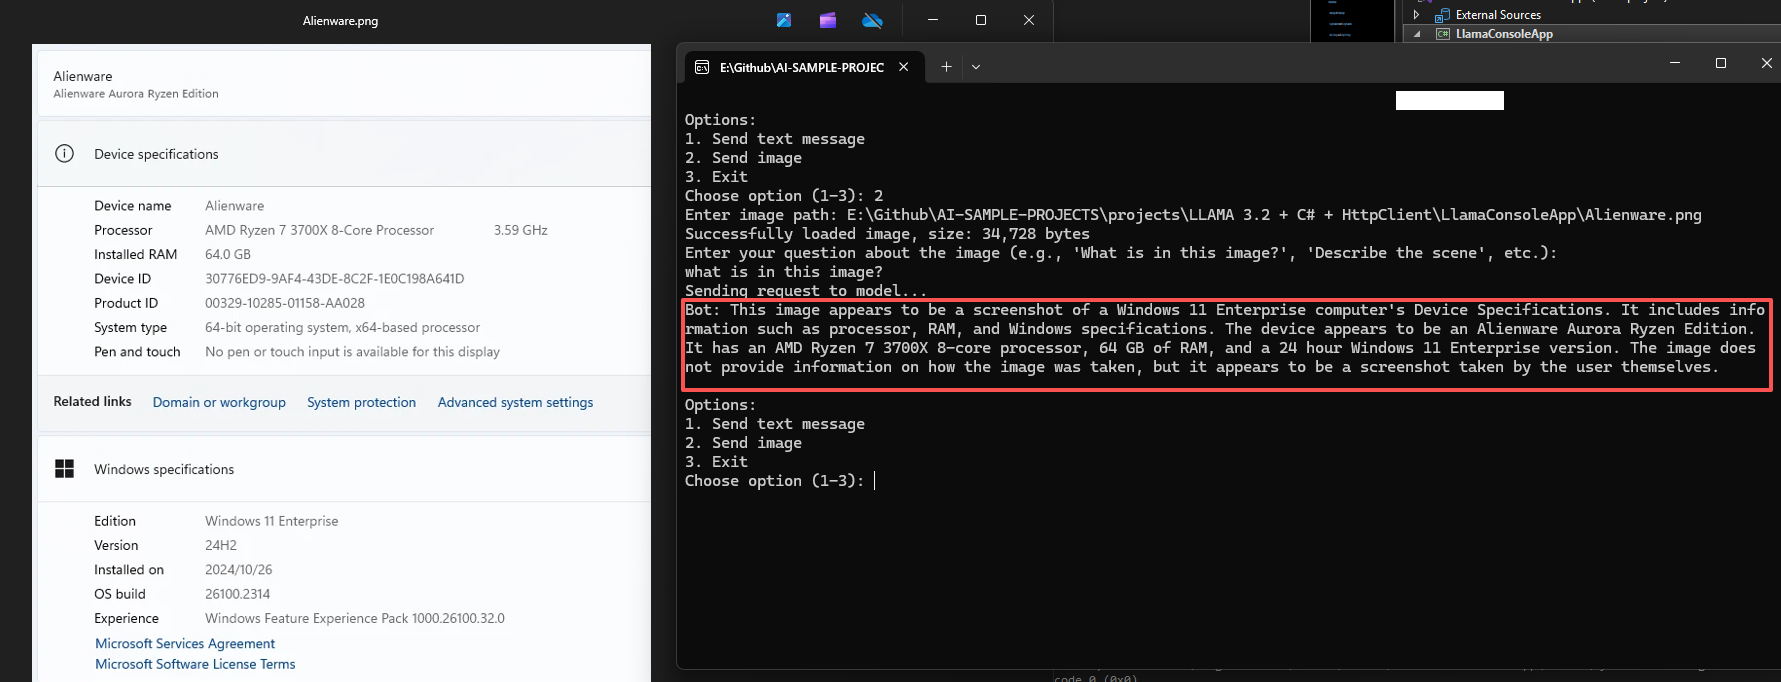 Alienware.png
Alienware
Alienware Aurora Ryzen Edition
Device specifications
Device name Alienware
Processor AMD Ryzen 7 3700X 8-Core Processor 3.59 GHz
Installed RAM 64.0 GB
Device ID 30776ED9-9AF4-43DE-8C2F-1E0C198A641D
Product ID 00329-10285-01158-AA028
System type 64-bit operating system, x64-based processor
Pen and touch No pen or touch input is available for this display
Related links Domain or workgroup System protection Advanced system settings
Windows specifications
Edition Windows 11 Enterprise
Version 24H2
Installed on 2024/10/26
OS build 26100.2314
Experience Windows Feature Experience Pack 1000.26100.32.0
Microsoft Services Agreement
Microsoft Software License Terms
External Sources
C# LlamaConsoleApp
E:\Github\AI-SAMPLE-PROJEC
Options:
1. Send text message
2. Send image
3. Exit
Choose option (1-3): 2
Enter image path: E:\Github\AI-SAMPLE-PROJECTS\projects\LLAMA 3.2 + C# + HttpClient\LlamaConsoleApp\Alienware.png
Successfully loaded image, size: 34,728 bytes
Enter your question about the image (e.g., 'What is in this image?', 'Describe the scene', etc.):
what is in this image?
Sending request to model...
Bot: This image appears to be a screenshot of a Windows 11 Enterprise computer's Device Specifications. It includes info
rmation such as processor, RAM, and Windows specifications. The device appears to be an Alienware Aurora Ryzen Edition.
It has an AMD Ryzen 7 3700X 8-core processor, 64 GB of RAM, and a 24 hour Windows 11 Enterprise version. The image does
not provide information on how the image was taken, but it appears to be a screenshot taken by the user themselves.
Options:
1. Send text message
2. Send image
3. Exit
Choose option (1-3):
code 0 (0x0)